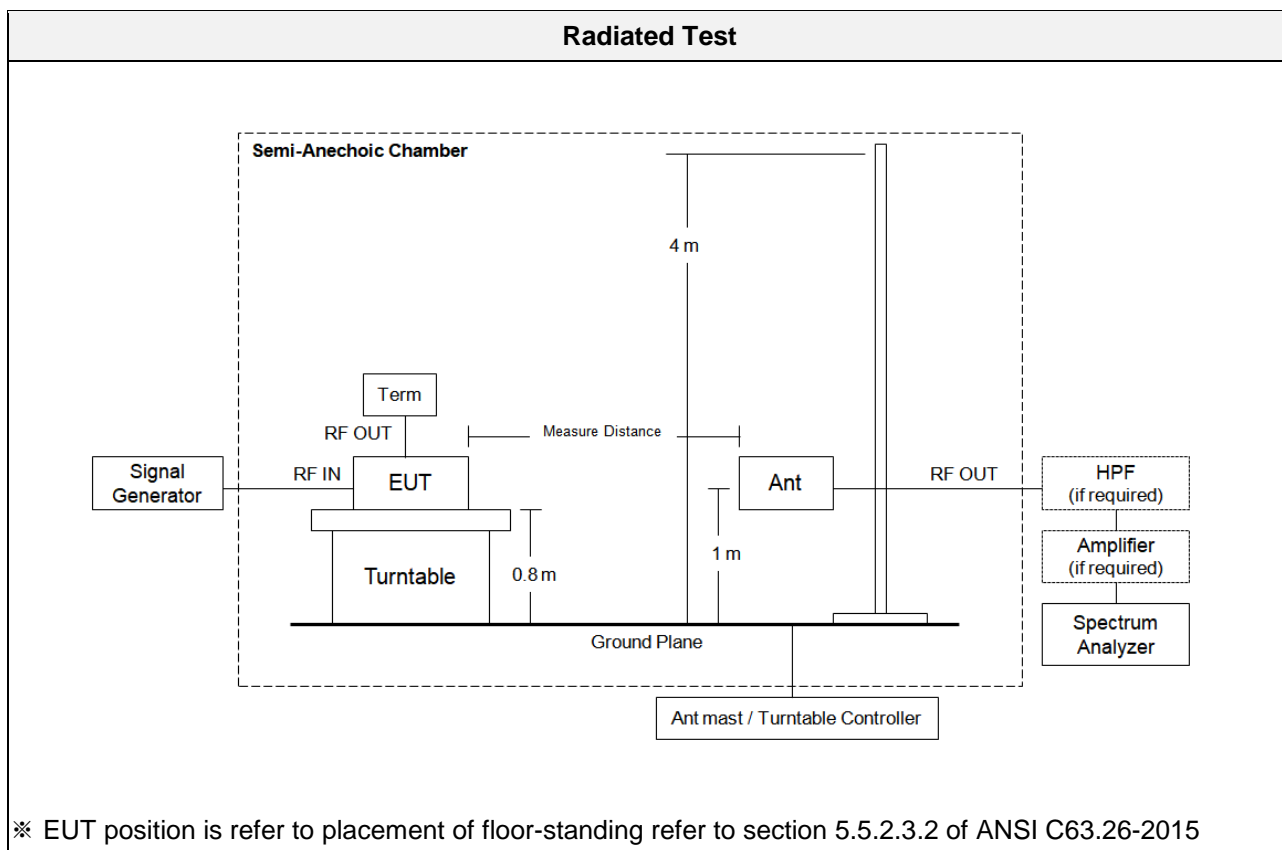 Radiated Test
Semi-Anechoic Chamber
4 m
Term
RF OUT
Measure Distance
Signal
Generator
RF IN
EUT
Ant
RF OUT
HPF
(if required)
1 m
Amplifier
(if required)
Turntable
0.8 m
Spectrum
Analyzer
Ground Plane
Ant mast / Turntable Controller
※ EUT position is refer to placement of floor-standing refer to section 5.5.2.3.2 of ANSI C63.26-2015